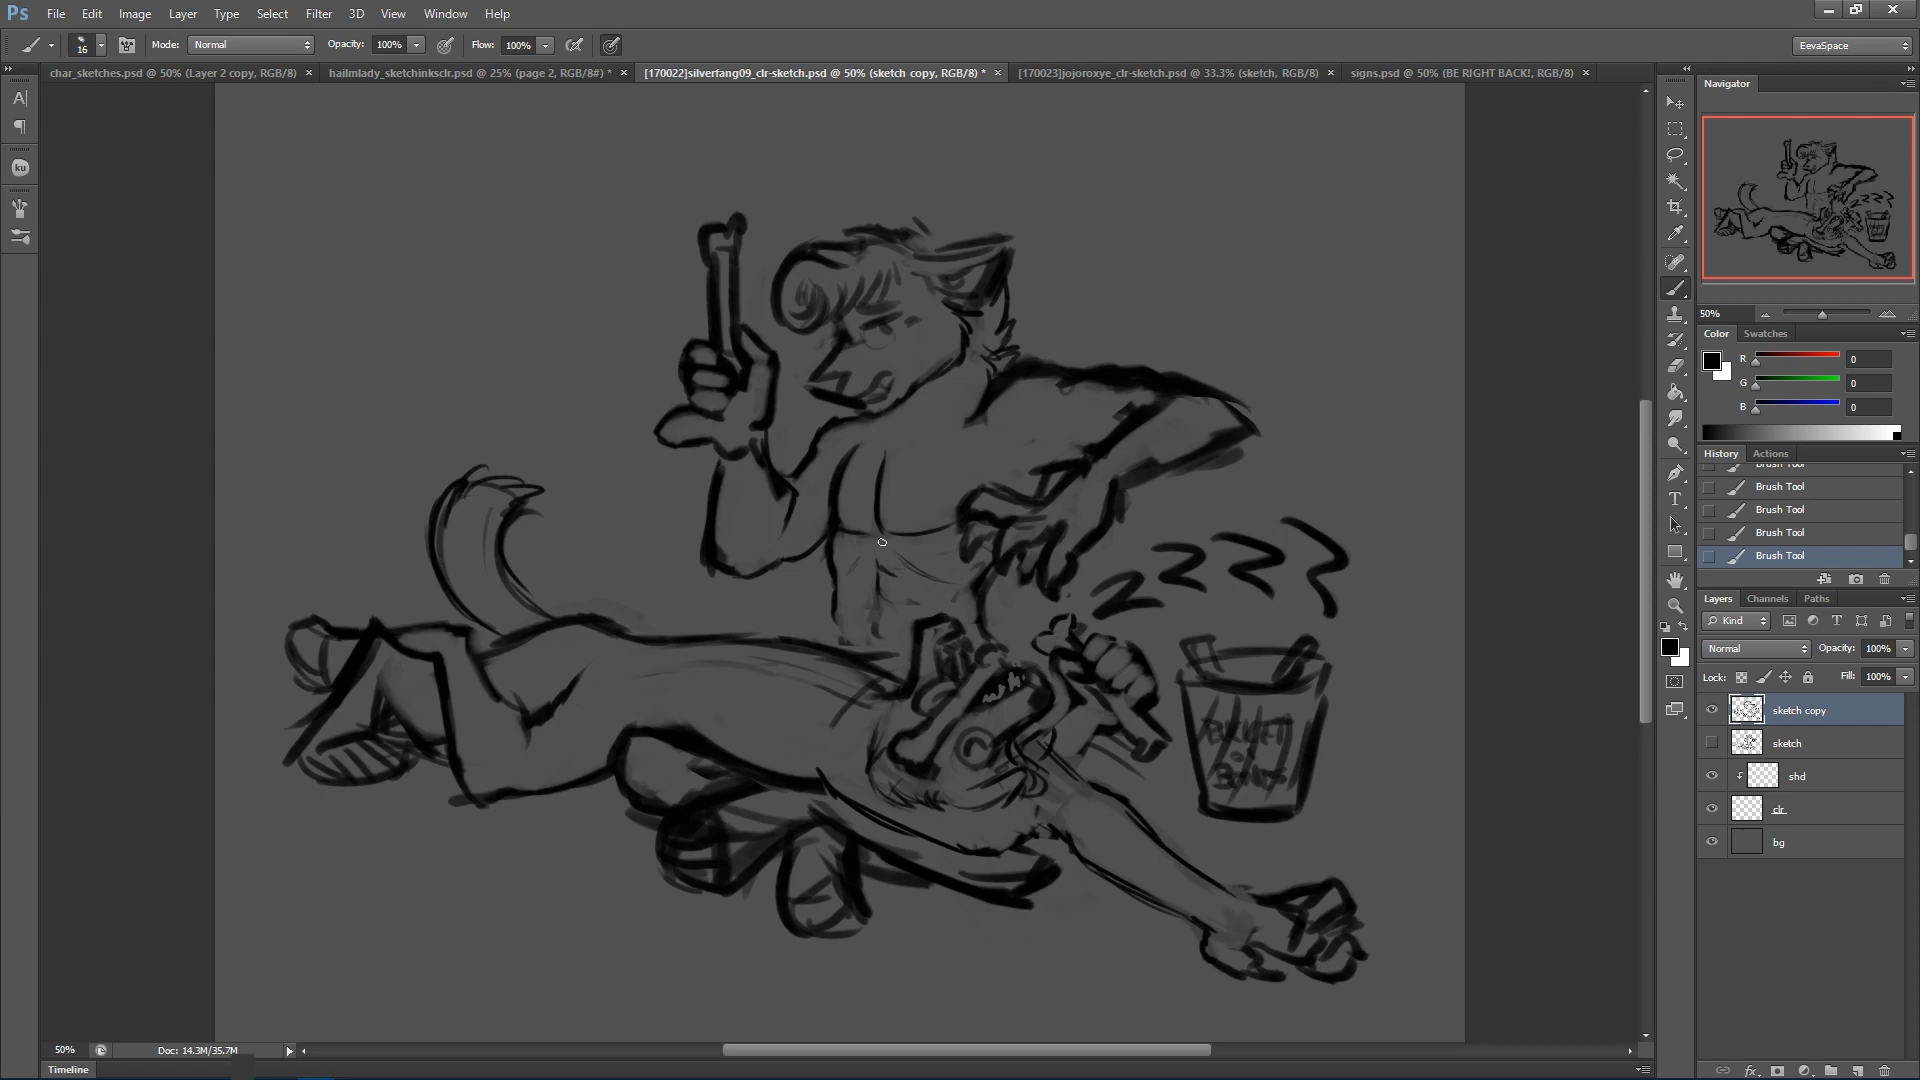 Ps File Edit Image Layer Type Select Filter 3D View Window Help
16 Mode: Normal Opacity: 100% Flow: 100% EevaSpace
char_sketches.psd @ 50% (Layer 2 copy, RGB/8) × hailmlady_sketchinksclr.psd @ 25% (page 2, RGB/8#) * × [170022]silverfang09_clr-sketch.psd @ 50% (sketch copy, RGB/8) * × [170023]jojoroxye_clr-sketch.psd @ 33.3% (sketch, RGB/8) × signs.psd @ 50% (BE RIGHT BACK!, RGB/8) ×
Navigator
A
ku
50%
Color Swatches
R 0
G 0
B 0
History Actions
Brush Tool
Brush Tool
Brush Tool
Brush Tool
Brush Tool
ZZZZ
BUCKET
O'
BONES
Layers Channels Paths
Kind
Normal Opacity: 100%
Lock: Fill: 100%
sketch copy
sketch
shd
clr
bg
50% Doc: 14.3M/35.7M
Timeline
fx